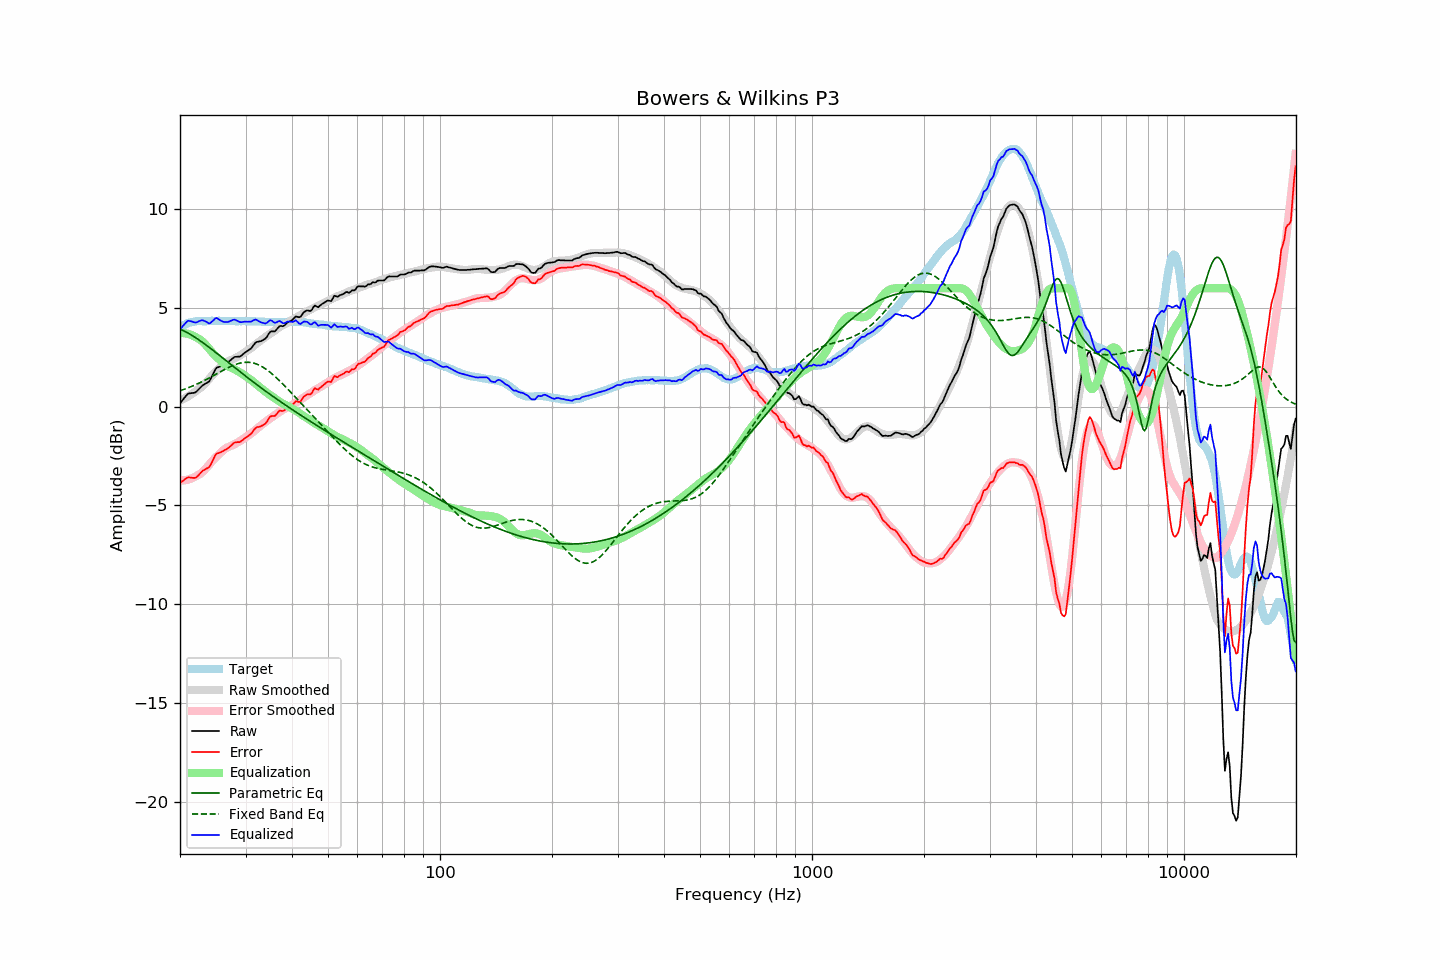 Bowers & Wilkins P3
Amplitude (dBr)
10
5
0
−5
−10
−15
−20
Target
Raw Smoothed
Error Smoothed
Raw
Error
Equalization
Parametric Eq
Fixed Band Eq
Equalized
100
1000
10000
Frequency (Hz)